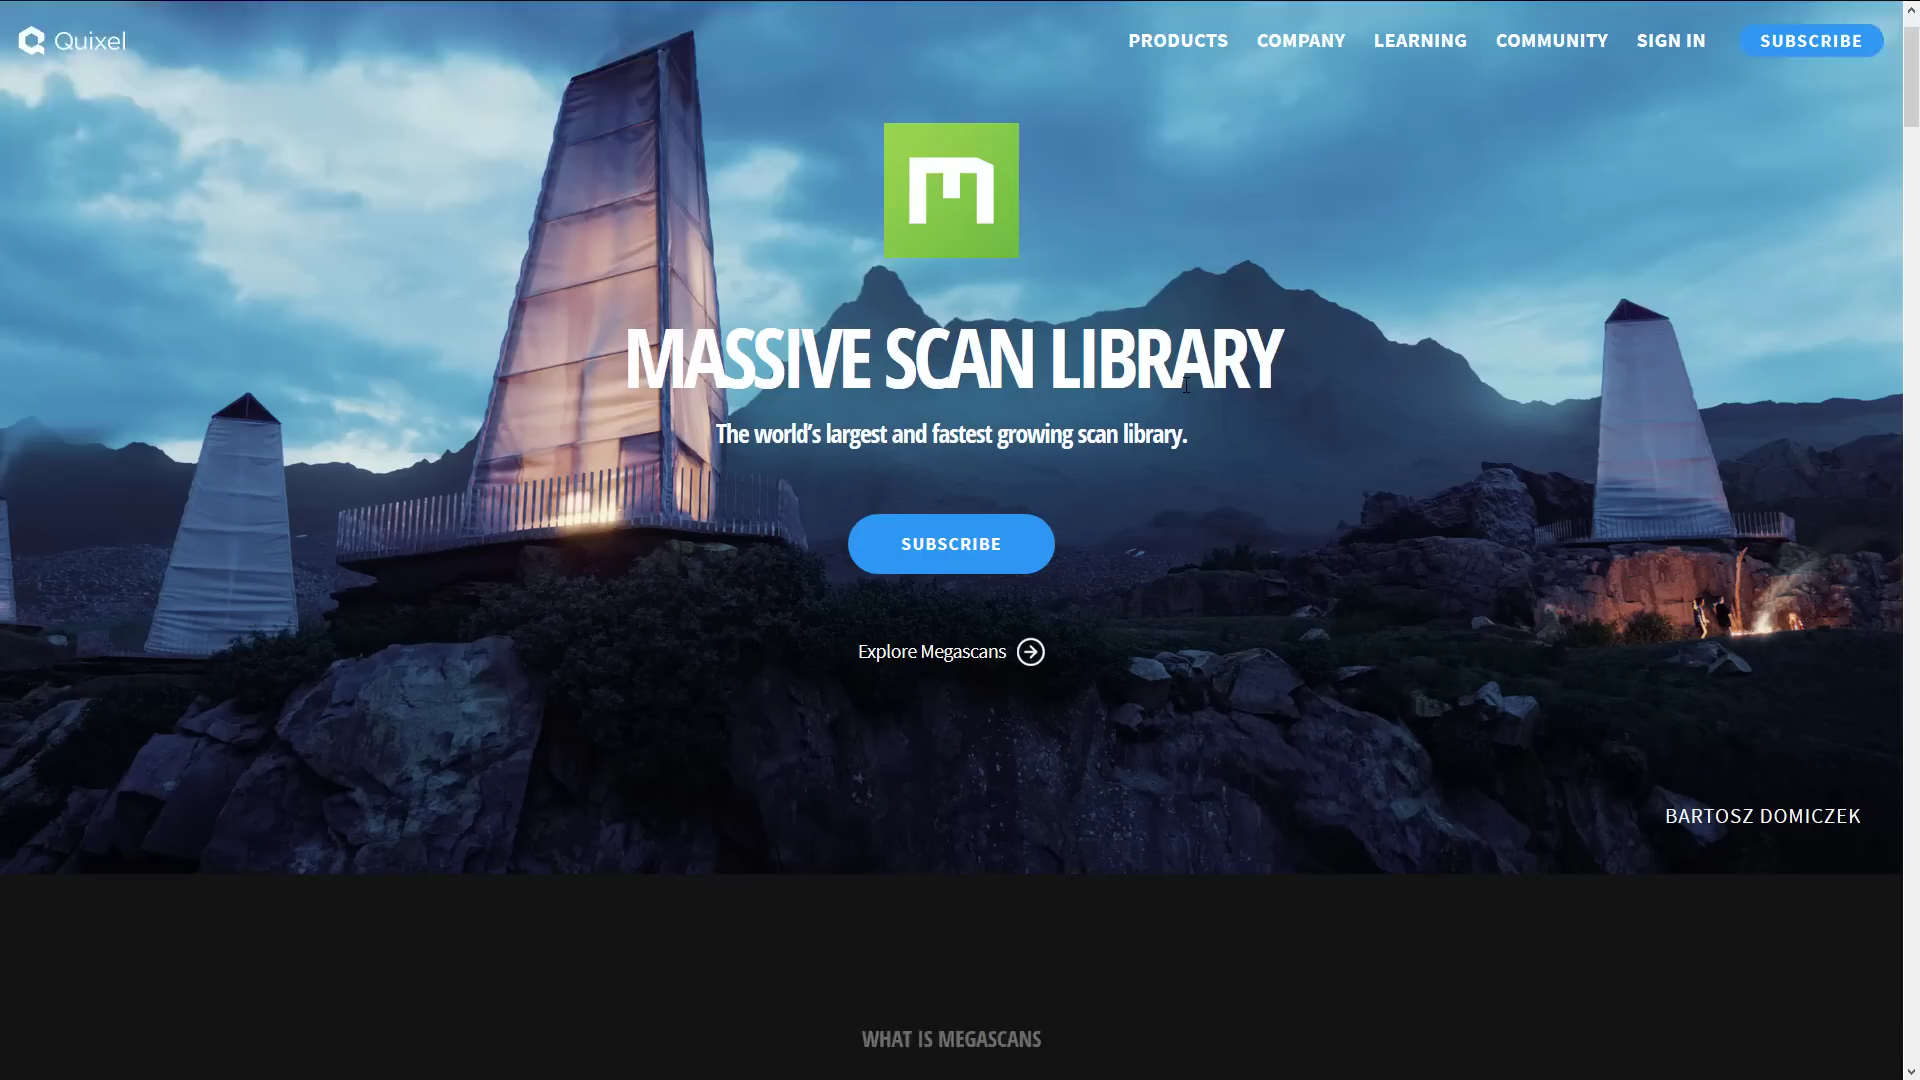 Quixel
PRODUCTS COMPANY LEARNING COMMUNITY SIGN IN SUBSCRIBE
MASSIVE SCAN LIBRARY
The world's largest and fastest growing scan library.
SUBSCRIBE
Explore Megascans
BARTOSZ DOMICZEK
WHAT IS MEGASCANS